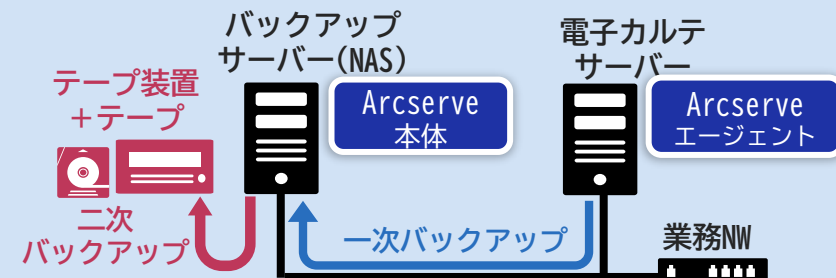 バックアップ
サーバー(NAS)
電子カルテ
サーバー
テープ装置
+テープ
Arcserve
本体
Arcserve
エージェント
二次
バックアップ
一次バックアップ
業務NW